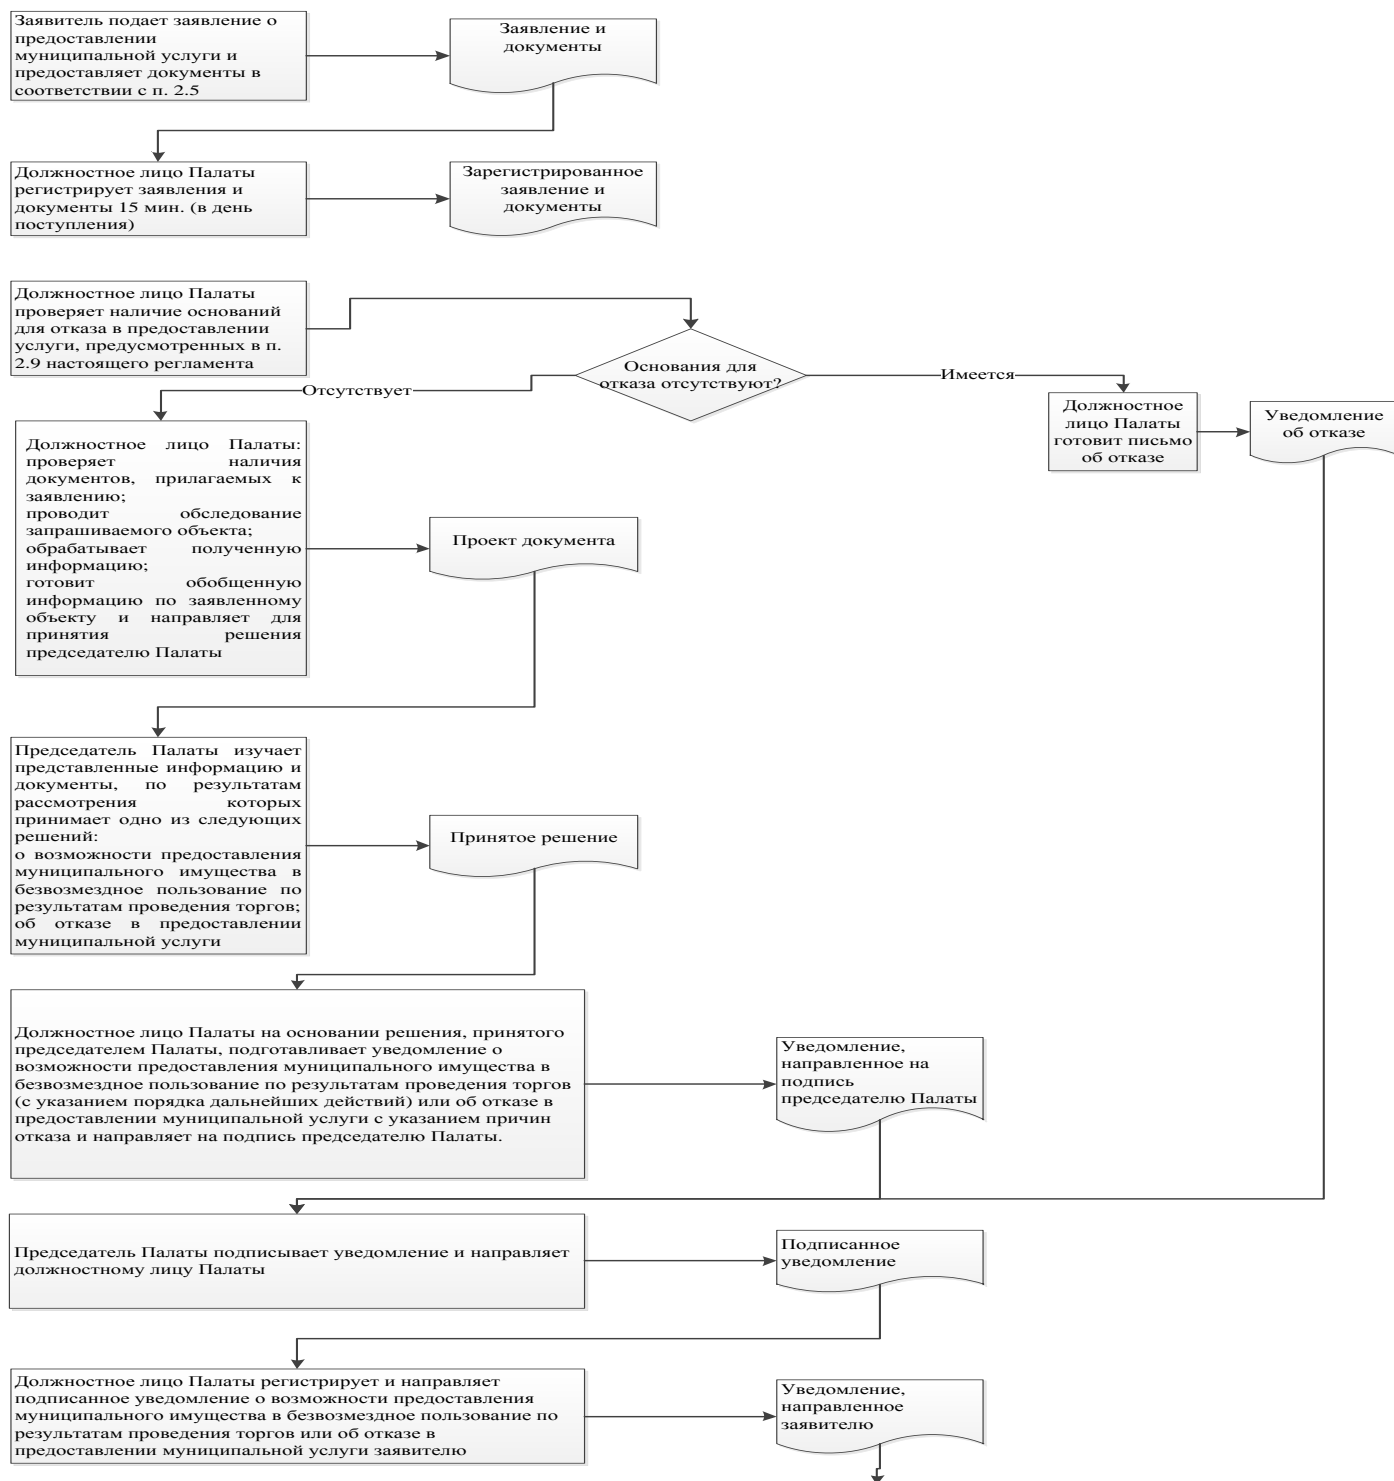 Заявитель подает заявление о
предоставлении
муниципальной услуги и
предоставляет документы в
соответствии с п. 2.5
Заявление и
документы
Должностное лицо Палаты
регистрирует заявления и
документы 15 мин. (в день
поступления)
Зарегистрированное
заявление и
документы
Должностное лицо Палаты
проверяет наличие оснований
для отказа в предоставлении
услуги, предусмотренных в п.
2.9 настоящего регламента
Основания для
отказа отсутствуют?
Отсутствует
Имеется
Должностное
лицо Палаты
готовит письмо
об отказе
Уведомление
об отказе
Должностное лицо Палаты:
проверяет наличия
документов, прилагаемых к
заявлению;
проводит обследование
запрашиваемого объекта;
обрабатывает полученную
информацию;
готовит обобщенную
информацию по заявленному
объекту и направляет для
принятия решения
председателю Палаты
Проект документа
Председатель Палаты изучает
представленные информацию и
документы, по результатам
рассмотрения которых
принимает одно из следующих
решений:
о возможности предоставления
муниципального имущества в
безвозмездное пользование по
результатам проведения торгов;
об отказе в предоставлении
муниципальной услуги
Принятое решение
Должностное лицо Палаты на основании решения, принятого
председателем Палаты, подготавливает уведомление о
возможности предоставления муниципального имущества в
безвозмездное пользование по результатам проведения торгов
(с указанием порядка дальнейших действий) или об отказе в
предоставлении муниципальной услуги с указанием причин
отказа и направляет на подпись председателю Палаты.
Уведомление,
направленное на
подпись
председателю Палаты
Председатель Палаты подписывает уведомление и направляет
должностному лицу Палаты
Подписанное
уведомление
Должностное лицо Палаты регистрирует и направляет
подписанное уведомление о возможности предоставления
муниципального имущества в безвозмездное пользование по
результатам проведения торгов или об отказе в
предоставлении муниципальной услуги заявителю
Уведомление,
направленное
заявителю